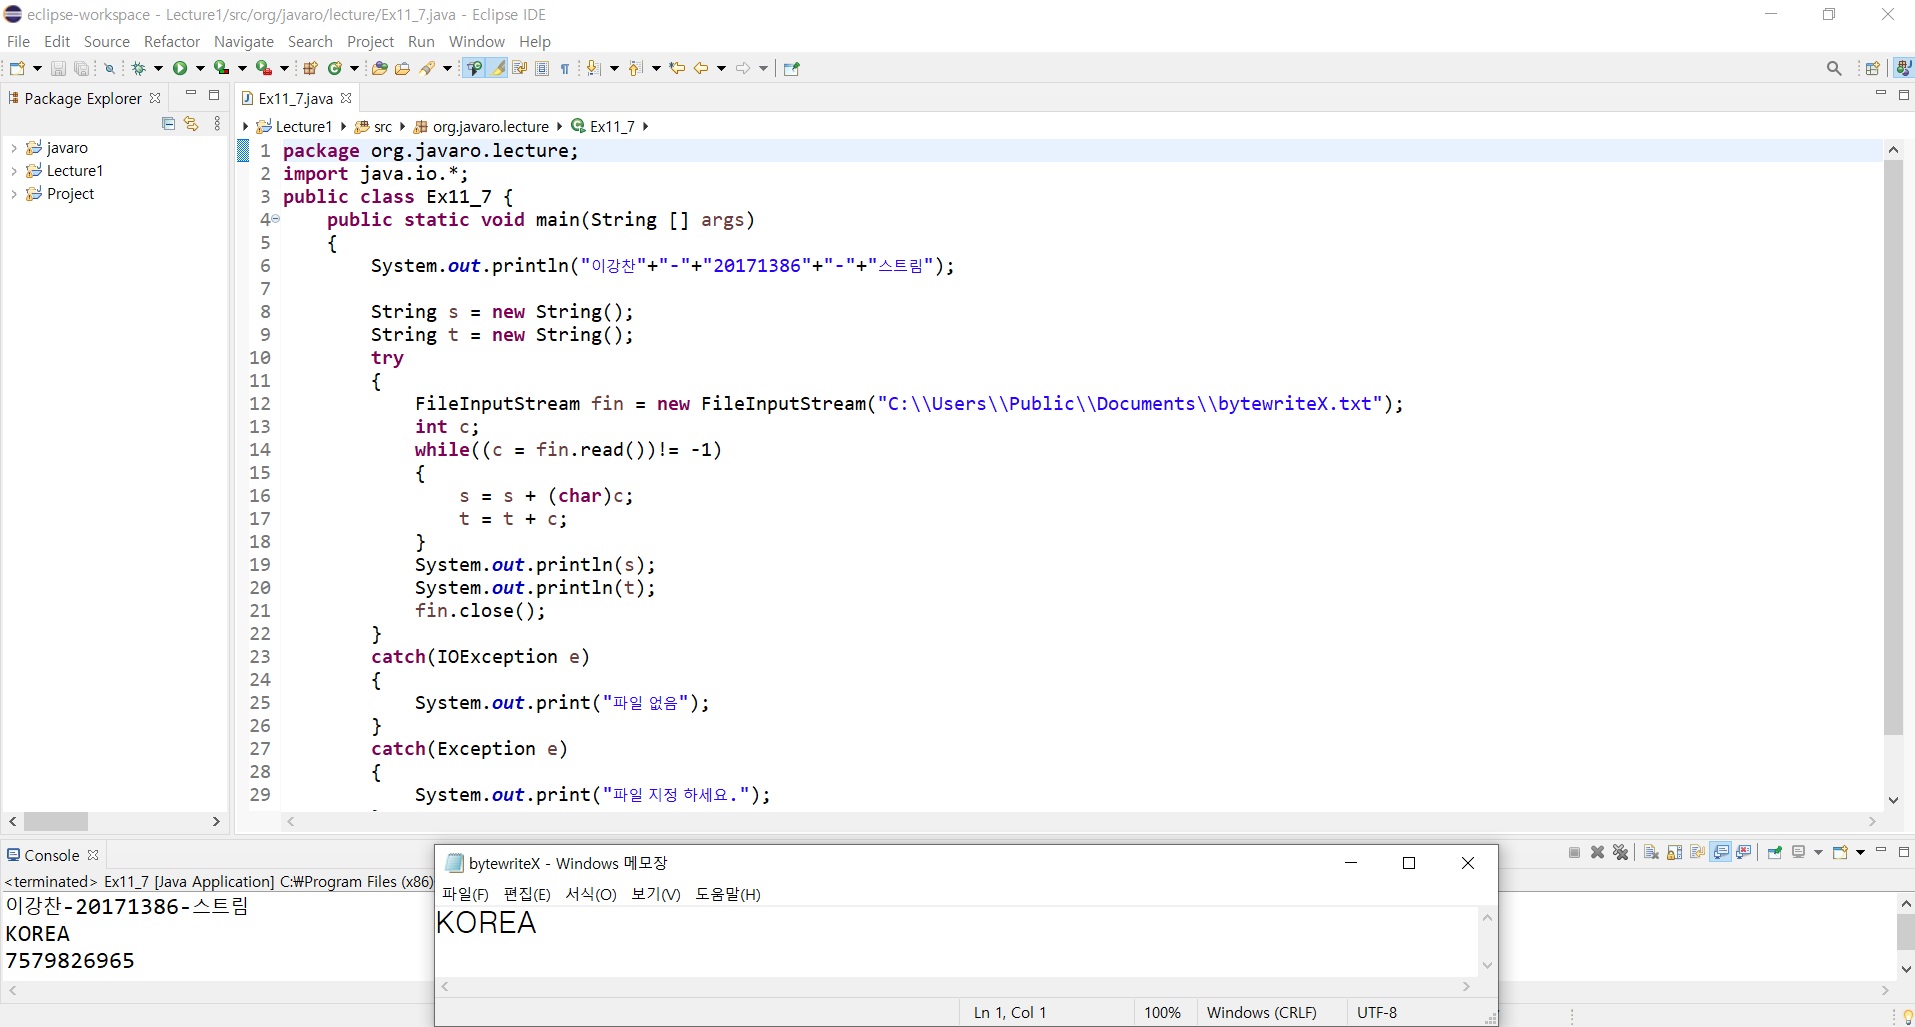 eclipse-workspace - Lecture1/src/org/javaro/lecture/Ex11_7.java - Eclipse IDE
File Edit Source Refactor Navigate Search Project Run Window Help
Package Explorer
Ex11_7.java
Lecture1 src org.javaro.lecture Ex11_7
javaro
Lecture1
Project
1 package org.javaro.lecture;
2 import java.io.*;
3 public class Ex11_7 {
4 public static void main(String [] args)
5 {
6 System.out.println("이강찬"+"-"+"20171386"+"-"+"스트림");
7
8 String s = new String();
9 String t = new String();
10 try
11 {
12 FileInputStream fin = new FileInputStream("C:\\Users\\Public\\Documents\\bytewriteX.txt");
13 int c;
14 while((c = fin.read())!= -1)
15 {
16 s = s + (char)c;
17 t = t + c;
18 }
19 System.out.println(s);
20 System.out.println(t);
21 fin.close();
22 }
23 catch(IOException e)
24 {
25 System.out.print("파일 없음");
26 }
27 catch(Exception e)
28 {
29 System.out.print("파일 지정 하세요.");
Console
<terminated> Ex11_7 [Java Application] C:₩Program Files (x86)
이강찬-20171386-스트림
KOREA
7579826965
bytewriteX - Windows 메모장
파일(F) 편집(E) 서식(O) 보기(V) 도움말(H)
KOREA
Ln 1, Col 1 100% Windows (CRLF) UTF-8